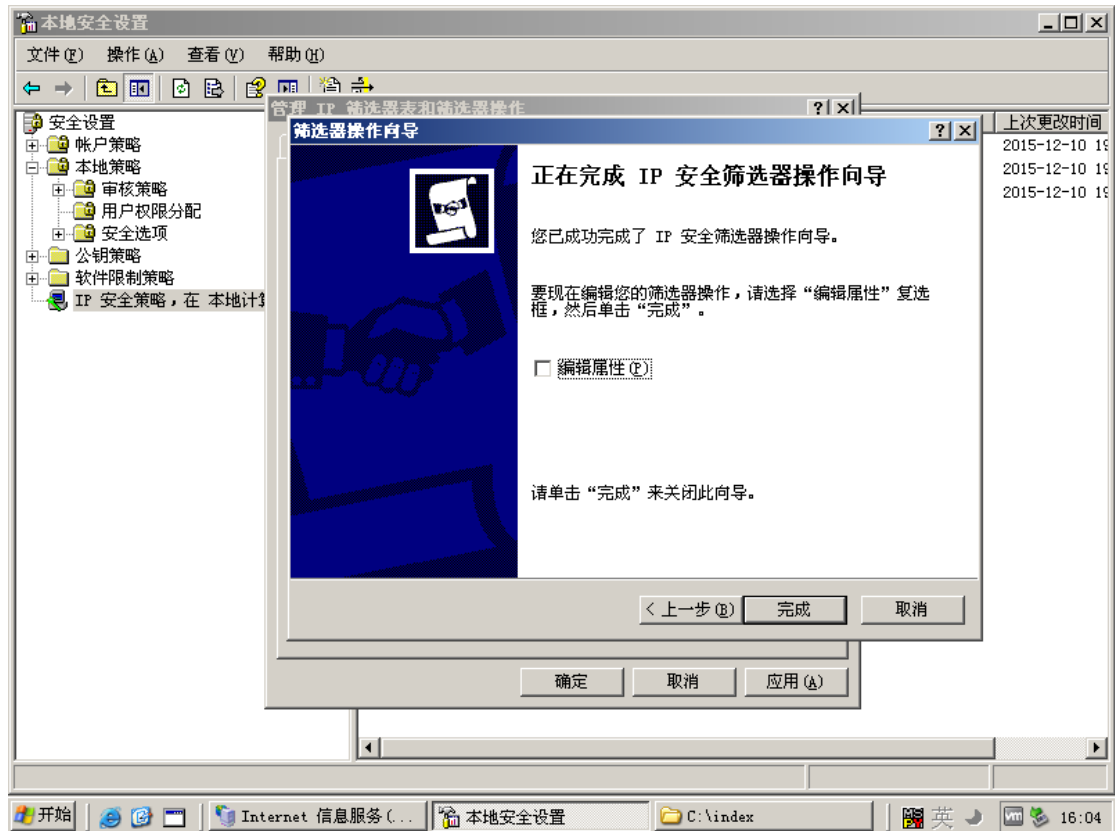 本地安全设置
文件(F) 操作(A) 查看(V) 帮助(H)
管理 IP 筛选器表和筛选器操作
筛选器操作向导
安全设置
帐户策略
本地策略
审核策略
用户权限分配
安全选项
公钥策略
软件限制策略
IP 安全策略，在 本地计
上次更改时间
2015-12-10 19
2015-12-10 19
2015-12-10 19
正在完成 IP 安全筛选器操作向导
您已成功完成了 IP 安全筛选器操作向导。
要现在编辑您的筛选器操作，请选择“编辑属性”复选
框，然后单击“完成”。
编辑属性(P)
请单击“完成”来关闭此向导。
< 上一步(B) 完成 取消
确定 取消 应用(A)
开始 Internet 信息服务(... 本地安全设置 C:\index 英 16:04